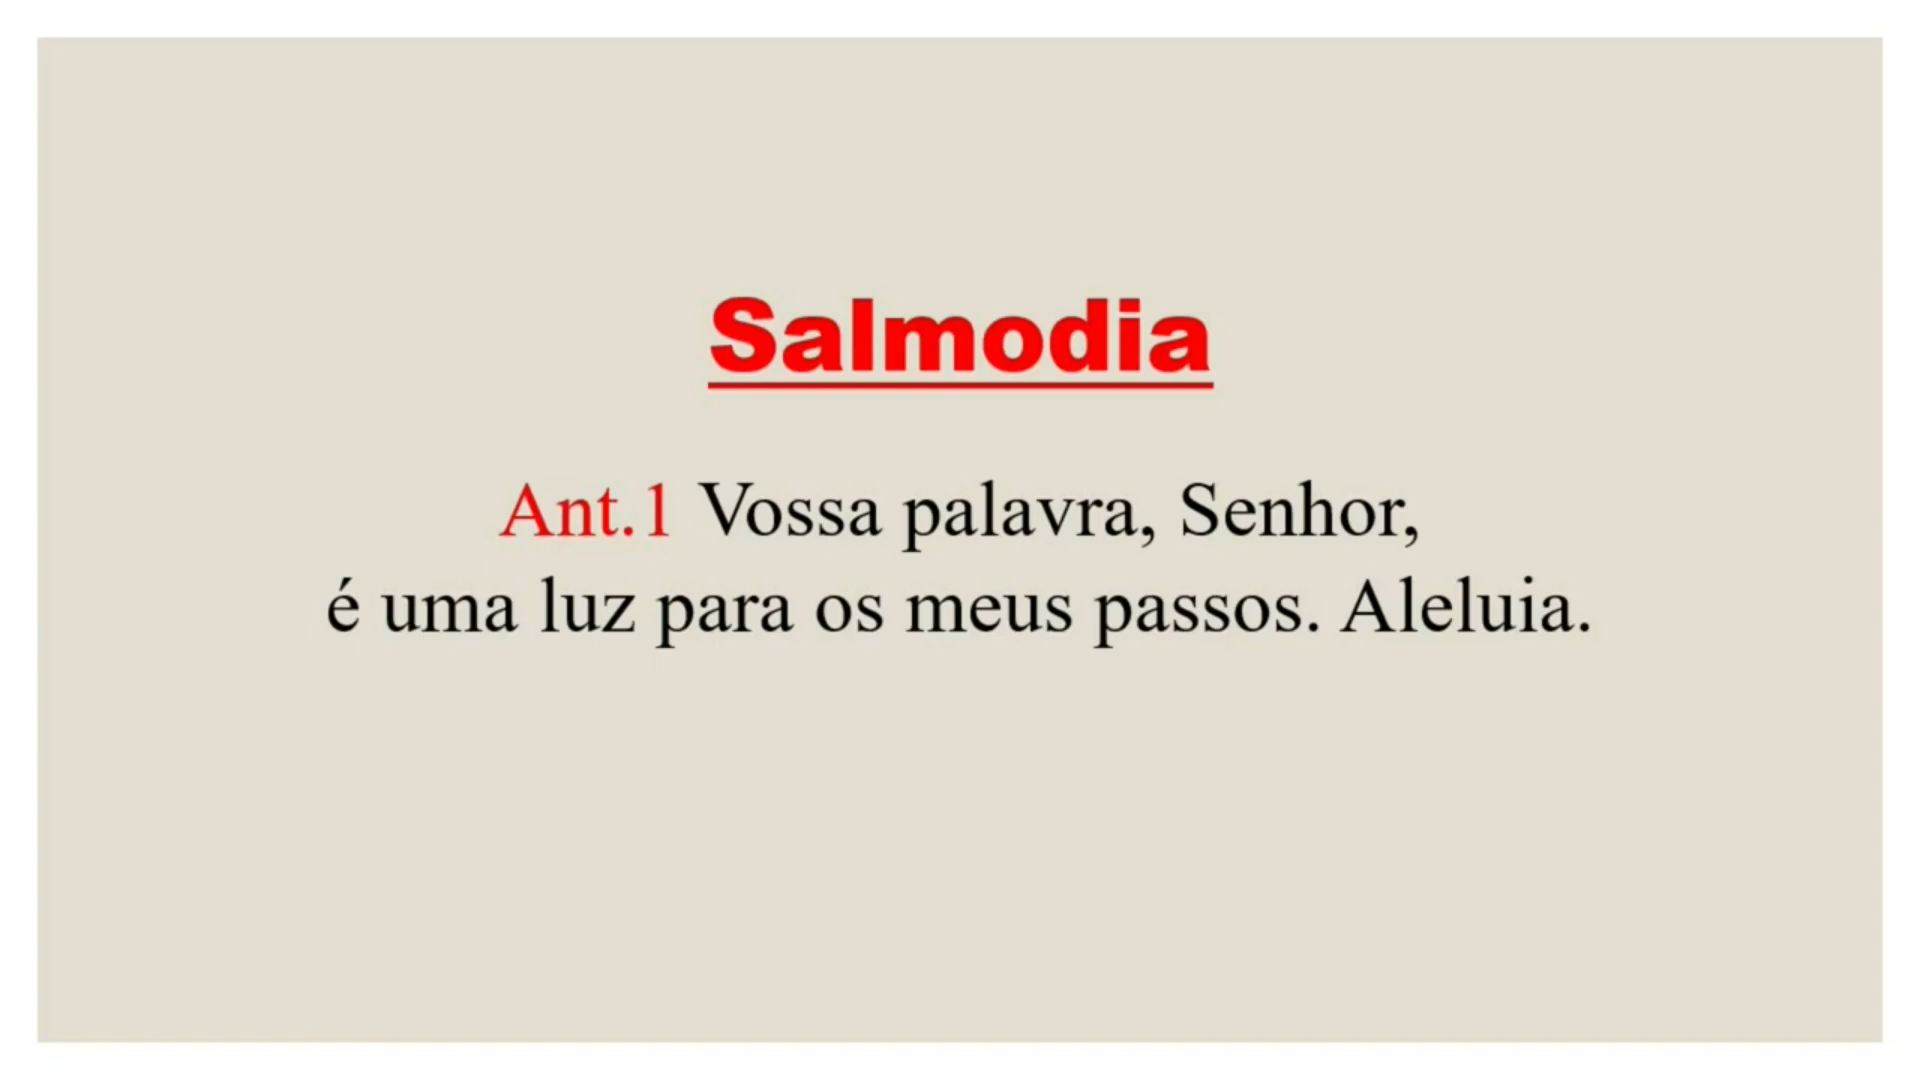 Salmodia
Ant.1 Vossa palavra, Senhor,
é uma luz para os meus passos. Aleluia.